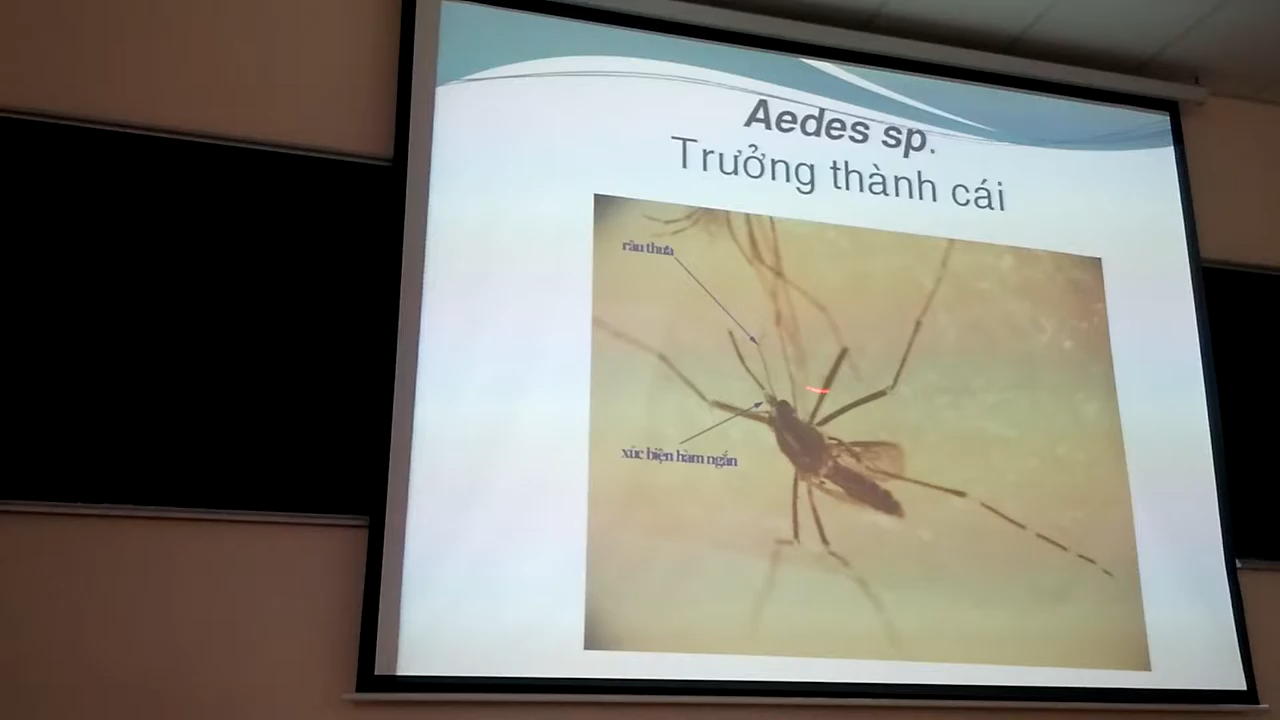 Aedes sp.
Trưởng thành cái
râu thưa
xúc biện hàm ngắn